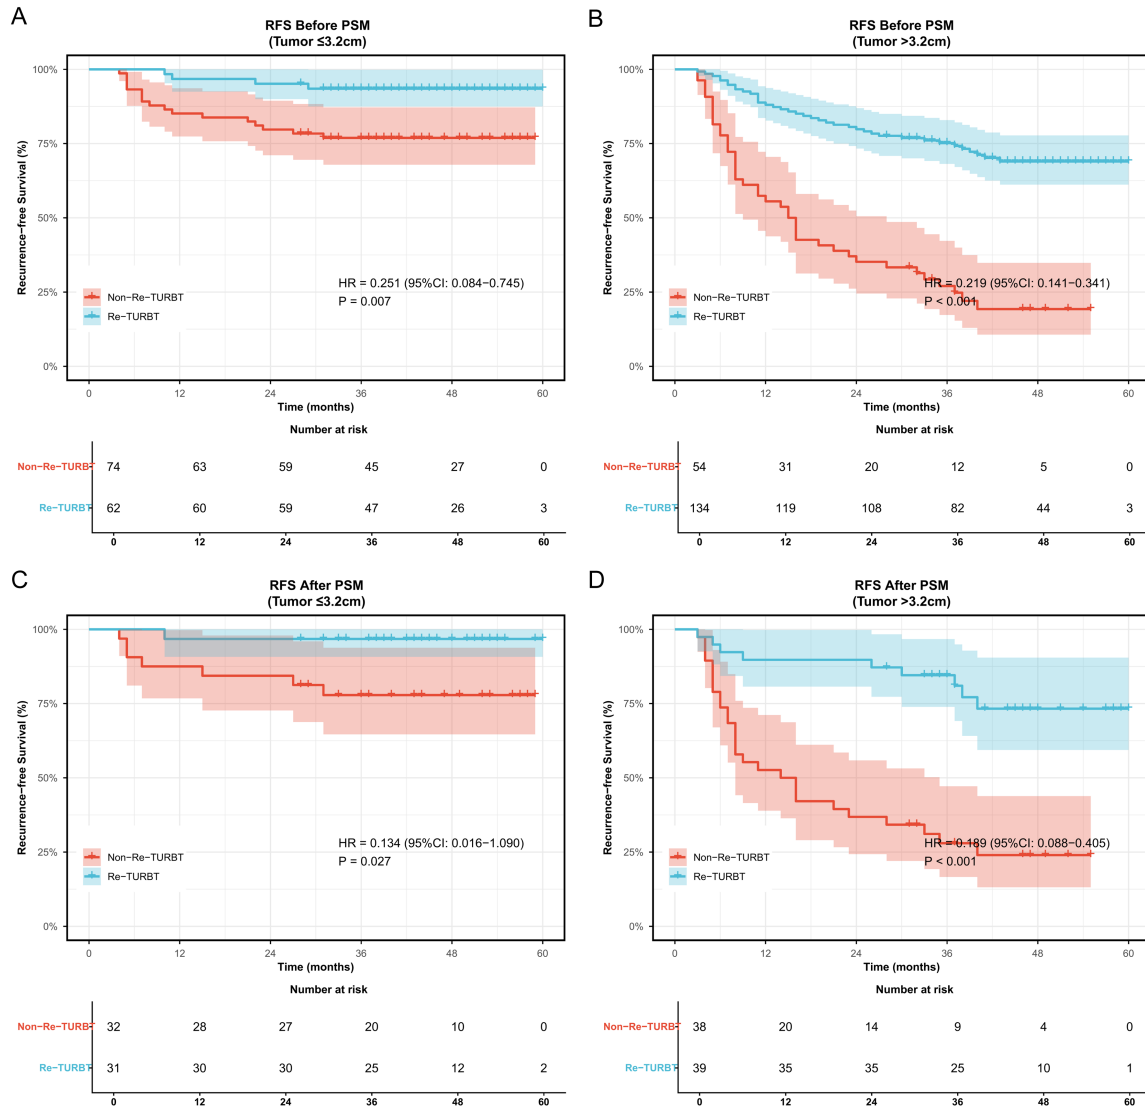 A
RFS Before PSM
(Tumor ≤3.2cm)
Recurrence−free Survival (%)
100%
75%
50%
25%
0%
HR = 0.251 (95%CI: 0.084−0.745)
P = 0.007
Non−Re−TURBT
Re−TURBT
0 12 24 36 48 60
Time (months)
Number at risk
Non−Re−TURBT 74 63 59 45 27 0
Re−TURBT 62 60 59 47 26 3
0 12 24 36 48 60
B
RFS Before PSM
(Tumor >3.2cm)
Recurrence−free Survival (%)
100%
75%
50%
25%
0%
HR = 0.219 (95%CI: 0.141−0.341)
P < 0.001
Non−Re−TURBT
Re−TURBT
0 12 24 36 48 60
Time (months)
Number at risk
Non−Re−TURBT 54 31 20 12 5 0
Re−TURBT 134 119 108 82 44 3
0 12 24 36 48 60
C
RFS After PSM
(Tumor ≤3.2cm)
Recurrence−free Survival (%)
100%
75%
50%
25%
0%
HR = 0.134 (95%CI: 0.016−1.090)
P = 0.027
Non−Re−TURBT
Re−TURBT
0 12 24 36 48 60
Time (months)
Number at risk
Non−Re−TURBT 32 28 27 20 10 0
Re−TURBT 31 30 30 25 12 2
0 12 24 36 48 60
D
RFS After PSM
(Tumor >3.2cm)
Recurrence−free Survival (%)
100%
75%
50%
25%
0%
HR = 0.189 (95%CI: 0.088−0.405)
P < 0.001
Non−Re−TURBT
Re−TURBT
0 12 24 36 48 60
Time (months)
Number at risk
Non−Re−TURBT 38 20 14 9 4 0
Re−TURBT 39 35 35 25 10 1
0 12 24 36 48 60